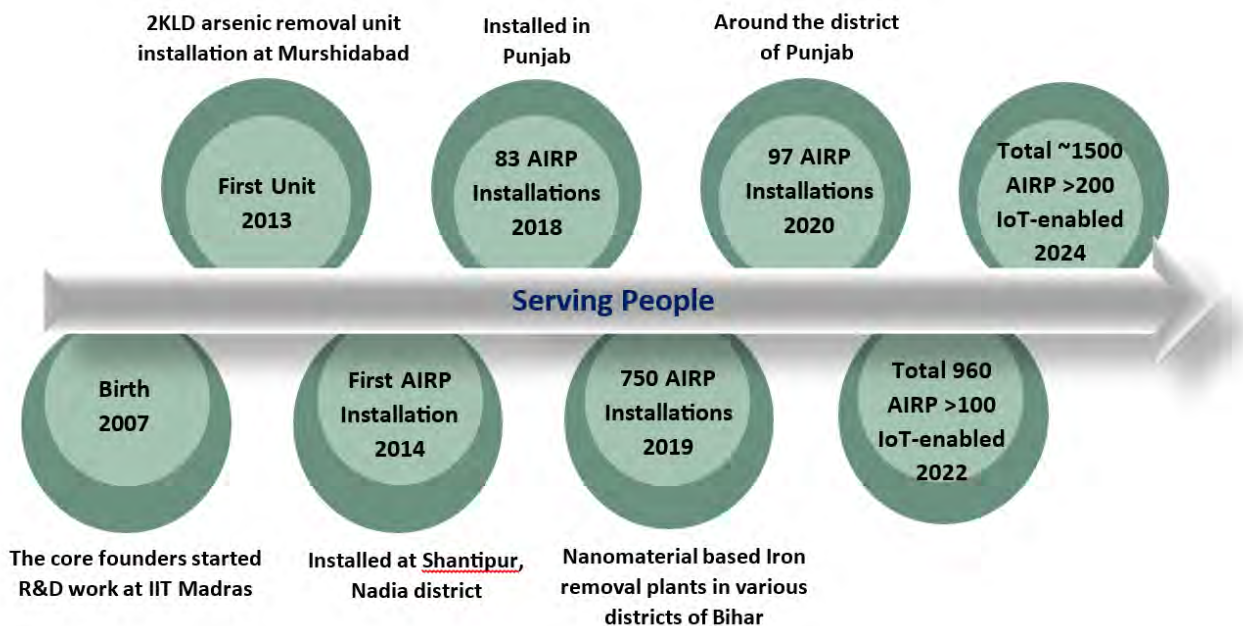 2KLD arsenic removal unit
installation at Murshidabad
Installed in
Punjab
Around the district
of Punjab
First Unit
2013
83 AIRP
Installations
2018
97 AIRP
Installations
2020
Total ~1500
AIRP >200
IoT-enabled
2024
Serving People
Birth
2007
First AIRP
Installation
2014
750 AIRP
Installations
2019
Total 960
AIRP >100
IoT-enabled
2022
The core founders started
R&D work at IIT Madras
Installed at Shantipur,
Nadia district
Nanomaterial based Iron
removal plants in various
districts of Bihar